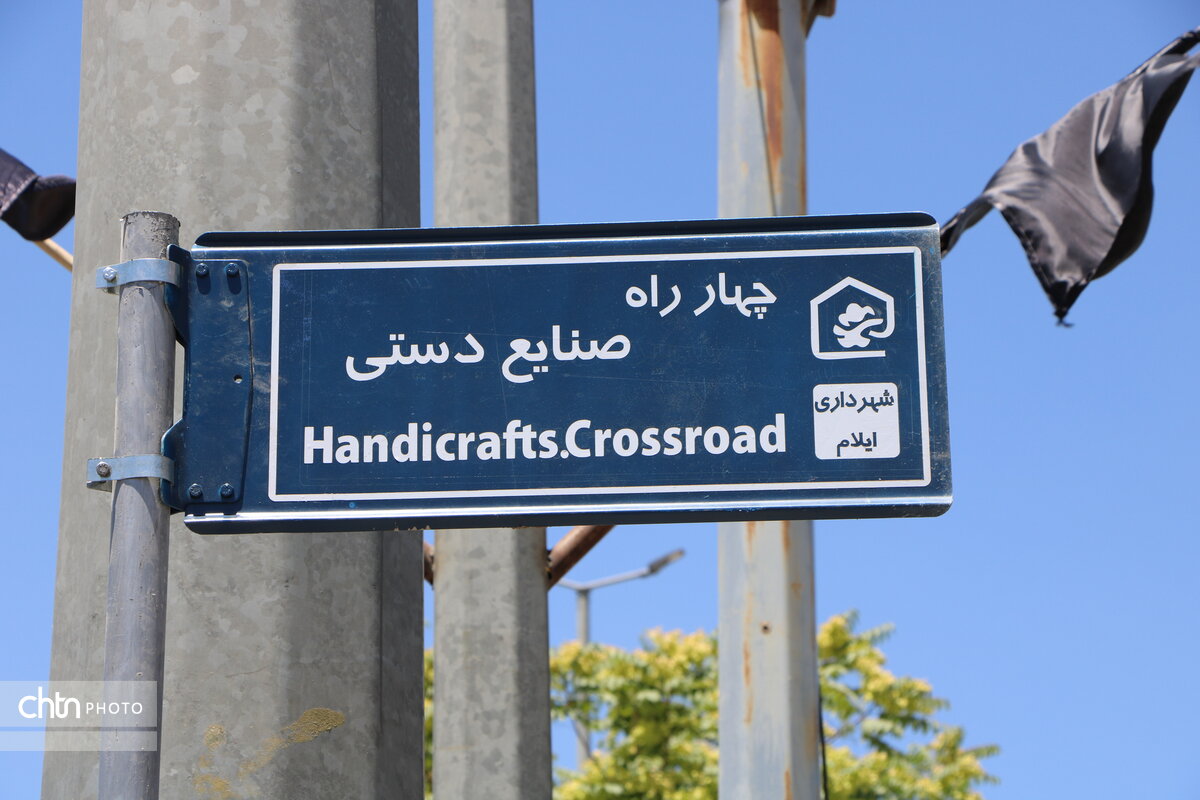 چهار راه
صنایع دستی
Handicrafts.Crossroad
شهرداری
ایلام
chtn PHOTO